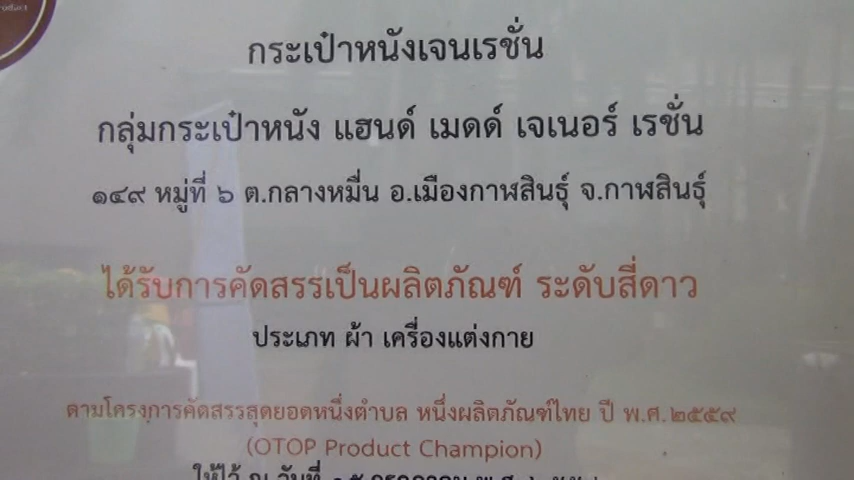 กระเป๋าหนังเจนเรชั่น
กลุ่มกระเป๋าหนัง แฮนด์ เมดด์ เจเนอร์ เรชั่น
๑๔๙ หมู่ที่ ๖ ต.กลางหมื่น อ.เมืองกาฬสินธุ์ จ.กาฬสินธุ์
ได้รับการคัดสรรเป็นผลิตภัณฑ์ ระดับสี่ดาว
ประเภท ผ้า เครื่องแต่งกาย
ตามโครงการคัดสรรสุดยอดหนึ่งตำบล หนึ่งผลิตภัณฑ์ไทย ปี พ.ศ.๒๕๕๙
(OTOP Product Champion)
ให้ไว้ ณ วันที่